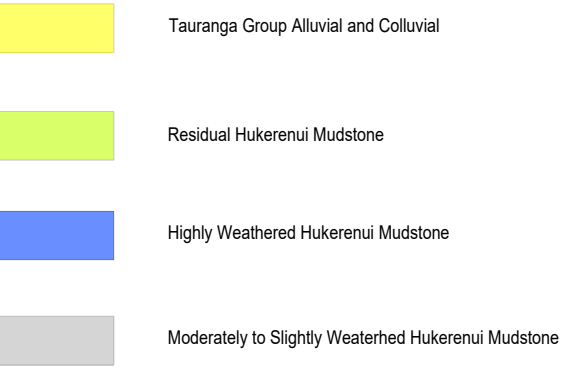 Tauranga Group Alluvial and Colluvial
Residual Hukerenui Mudstone
Highly Weathered Hukerenui Mudstone
Moderately to Slightly Weaterhed Hukerenui Mudstone